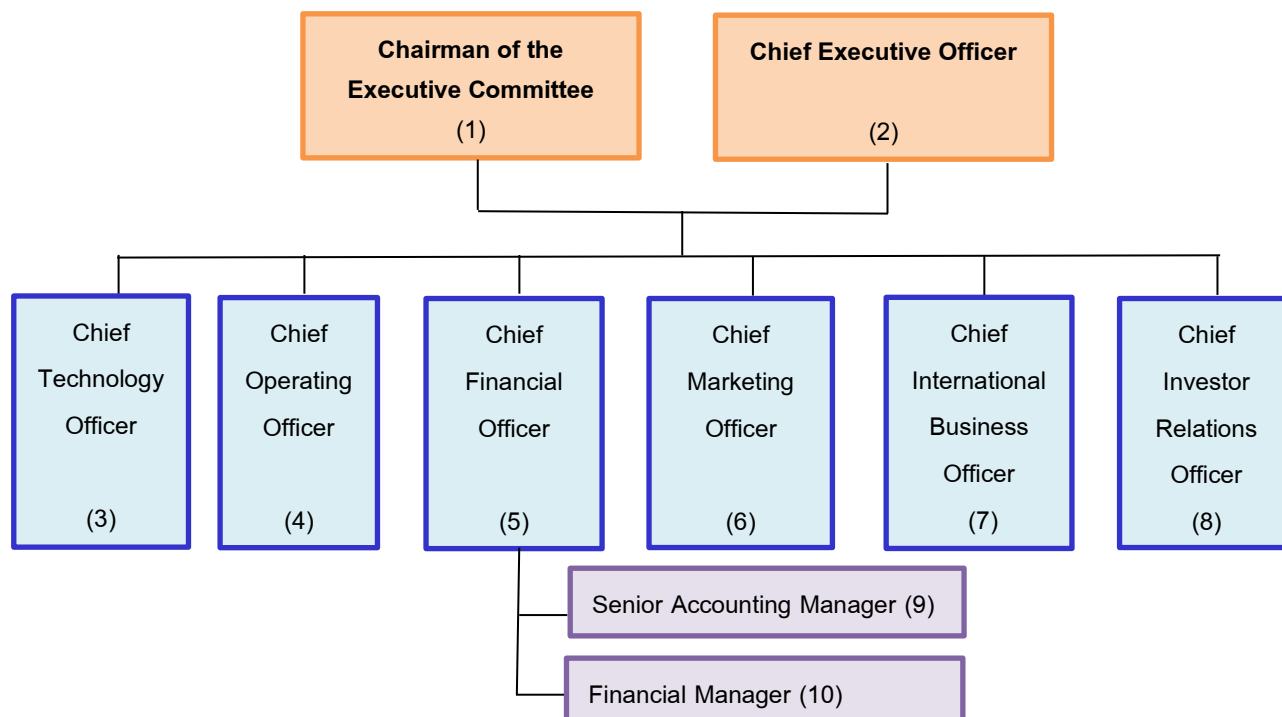 Chairman of the
Executive Committee
(1)
Chief Executive Officer
(2)
Chief
Technology
Officer
(3)
Chief
Operating
Officer
(4)
Chief
Financial
Officer
(5)
Chief
Marketing
Officer
(6)
Chief
International
Business
Officer
(7)
Chief
Investor
Relations
Officer
(8)
Senior Accounting Manager (9)
Financial Manager (10)